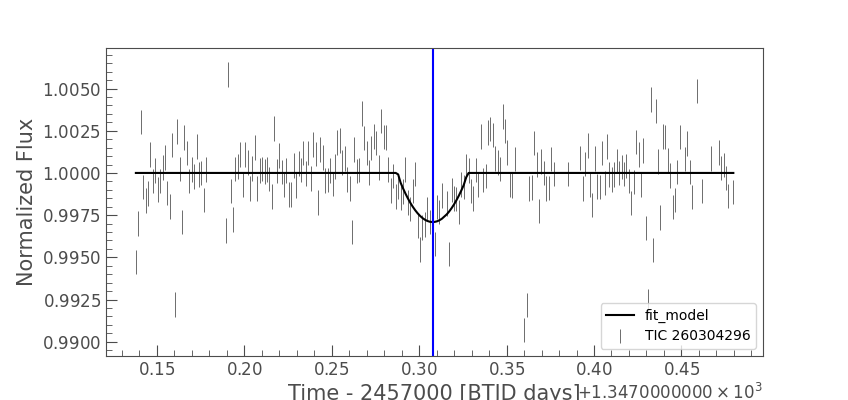 Normalized Flux
1.0050
1.0025
1.0000
0.9975
0.9950
0.9925
0.9900
fit_model
TIC 260304296
0.15 0.20 0.25 0.30 0.35 0.40 0.45
Time - 2457000 [BTJD days]
+1.3470000000 × 10³